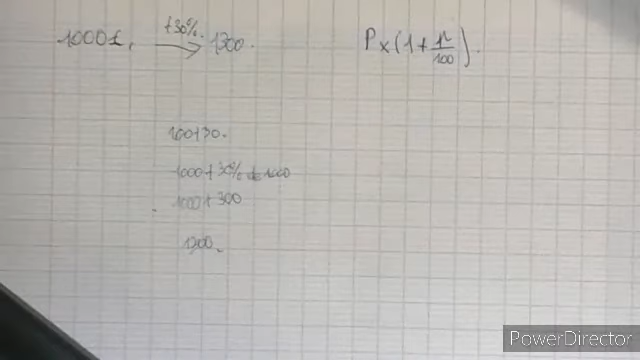 1000£, +30% → 1300.
P x (1 + r/100).
100+30.
1000 + 30% de 1000
1000 + 300
1300.
PowerDirector